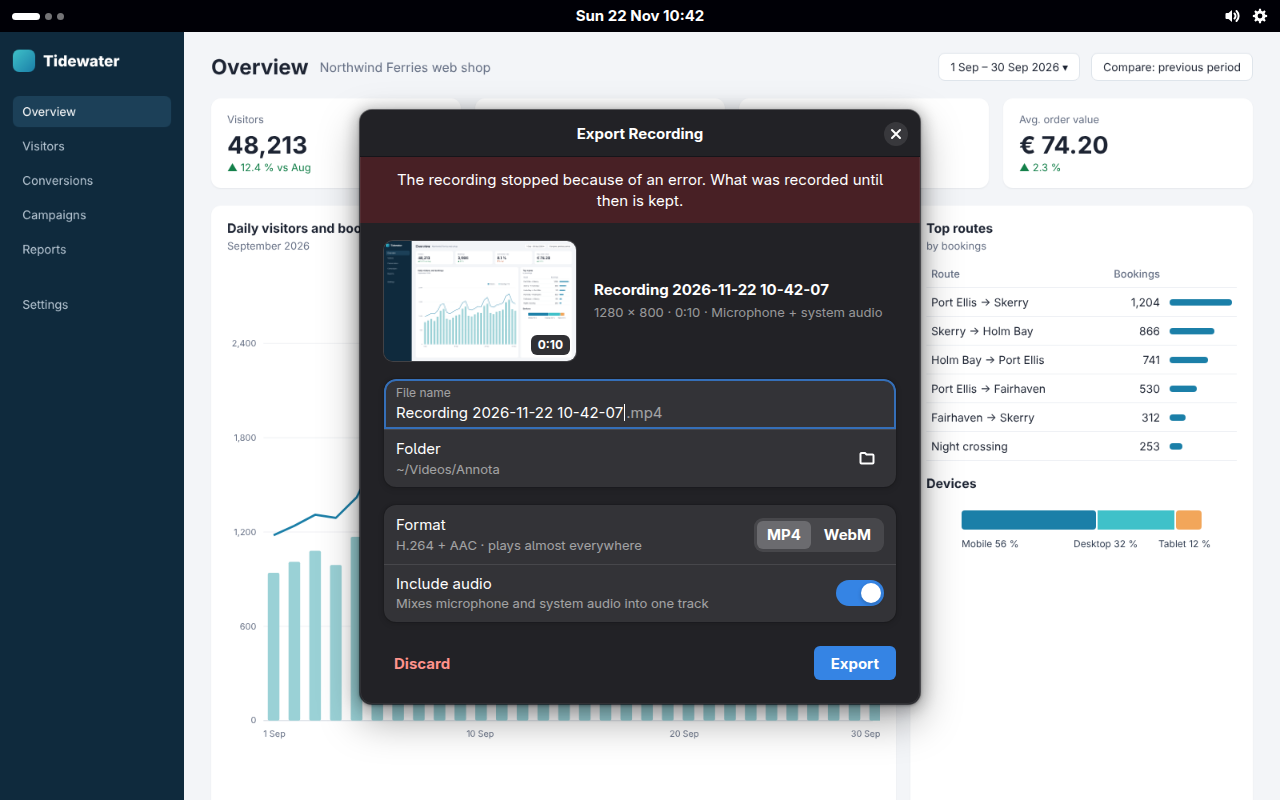 Sun 22 Nov 10:42
Tidewater
Overview
Visitors
Conversions
Campaigns
Reports
Settings
Overview Northwind Ferries web shop
1 Sep – 30 Sep 2026 ▾
Compare: previous period
Visitors
48,213
▲ 12.4 % vs Aug
Avg. order value
€ 74.20
▲ 2.3 %
Daily visitors and boo
September 2026
2,400
1,800
1,200
600
0
1 Sep
10 Sep
20 Sep
30 Sep
Top routes
by bookings
Route Bookings
Port Ellis → Skerry 1,204
Skerry → Holm Bay 866
Holm Bay → Port Ellis 741
Port Ellis → Fairhaven 530
Fairhaven → Skerry 312
Night crossing 253
Devices
Mobile 56 % Desktop 32 % Tablet 12 %
Export Recording
The recording stopped because of an error. What was recorded until
then is kept.
0:10
Recording 2026-11-22 10-42-07
1280 × 800 · 0:10 · Microphone + system audio
File name
Recording 2026-11-22 10-42-07.mp4
Folder
~/Videos/Annota
Format
H.264 + AAC · plays almost everywhere
MP4 WebM
Include audio
Mixes microphone and system audio into one track
Discard
Export